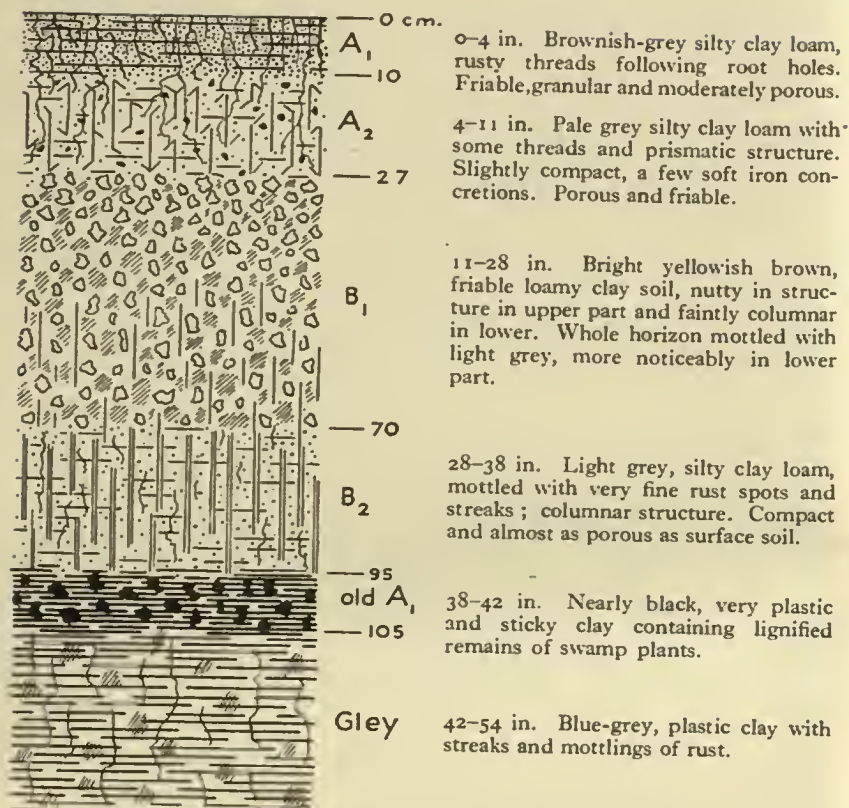 0 cm.
A₁
0–4 in. Brownish-grey silty clay loam,
rusty threads following root holes.
Friable, granular and moderately porous.
10
A₂
4–11 in. Pale grey silty clay loam with
some threads and prismatic structure.
Slightly compact, a few soft iron con-
cretions. Porous and friable.
27
B₁
11–28 in. Bright yellowish brown,
friable loamy clay soil, nutty in struc-
ture in upper part and faintly columnar
in lower. Whole horizon mottled with
light grey, more noticeably in lower
part.
70
B₂
28–38 in. Light grey, silty clay loam,
mottled with very fine rust spots and
streaks ; columnar structure. Compact
and almost as porous as surface soil.
95
old A₁
38–42 in. Nearly black, very plastic
and sticky clay containing lignified
remains of swamp plants.
105
Gley
42–54 in. Blue-grey, plastic clay with
streaks and mottlings of rust.